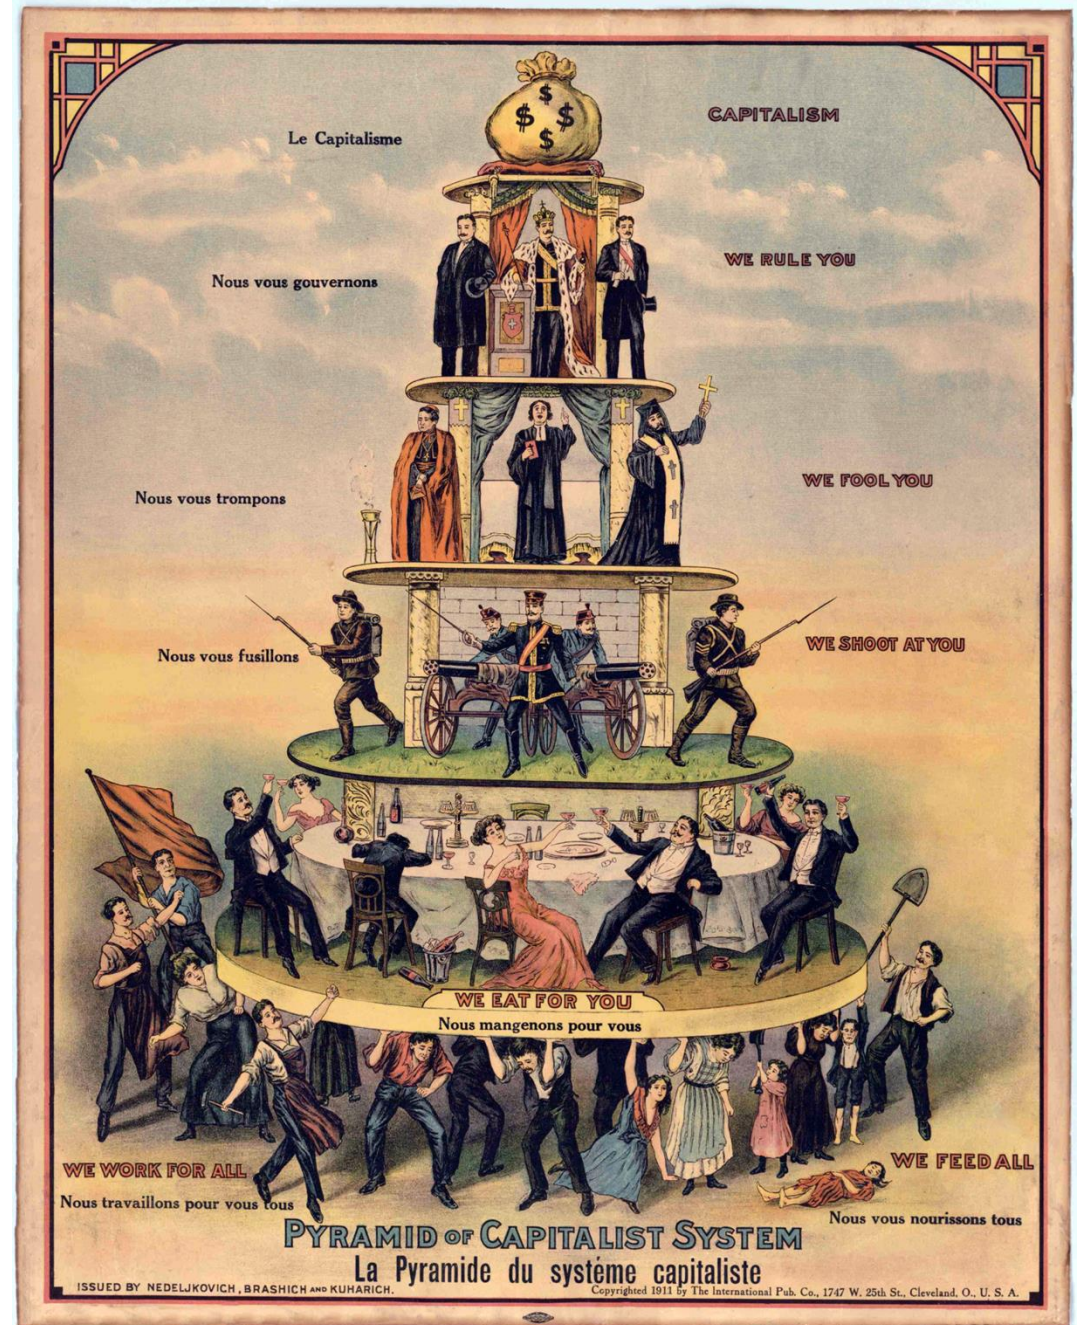 $
$ $
$
CAPITALISM
Le Capitalisme
WE RULE YOU
Nous vous gouvernons
WE FOOL YOU
Nous vous trompons
WE SHOOT AT YOU
Nous vous fusillons
WE EAT FOR YOU
Nous mangenons pour vous
WE WORK FOR ALL
WE FEED ALL
Nous travaillons pour vous tous
Nous vous nourissons tous
PYRAMID OF CAPITALIST SYSTEM
La Pyramide du système capitaliste
ISSUED BY NEDELJKOVICH, BRASHICH AND KUHARICH.
Copyrighted 1911 by The International Pub. Co., 1747 W. 25th St., Cleveland, O., U. S. A.